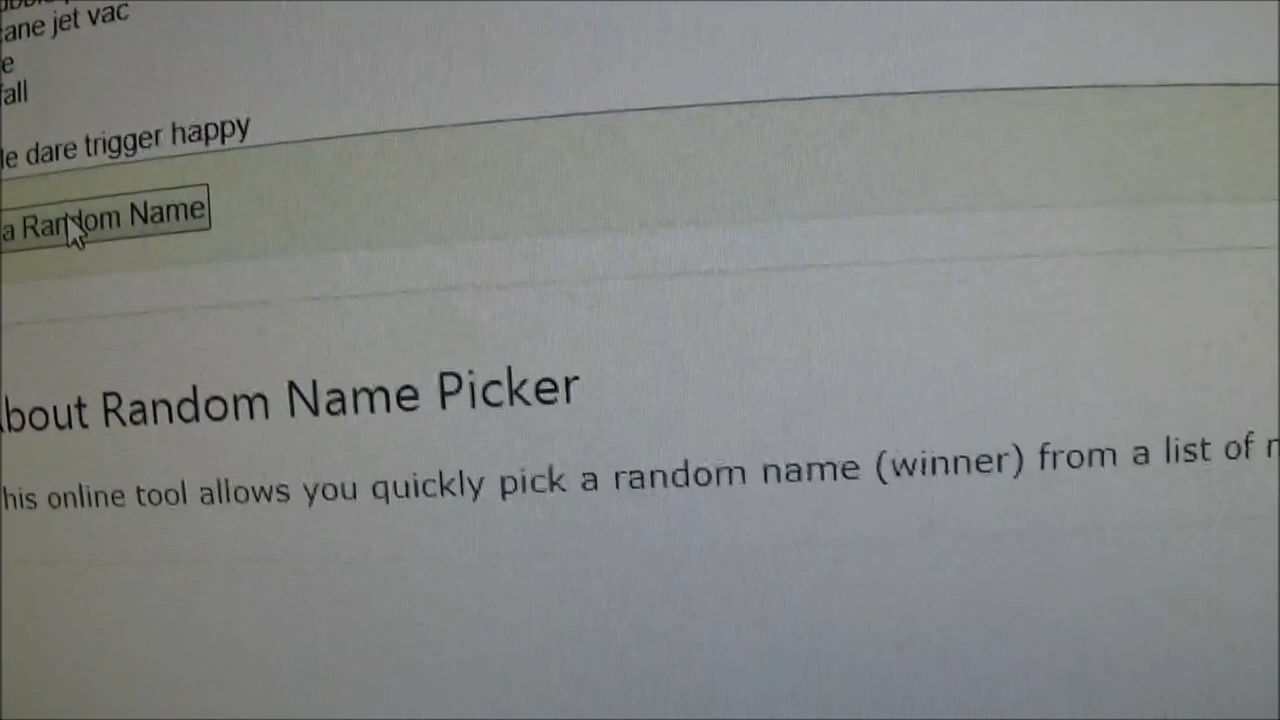 cane jet vac
e
fall
le dare trigger happy
a Random Name
bout Random Name Picker
his online tool allows you quickly pick a random name (winner) from a list of